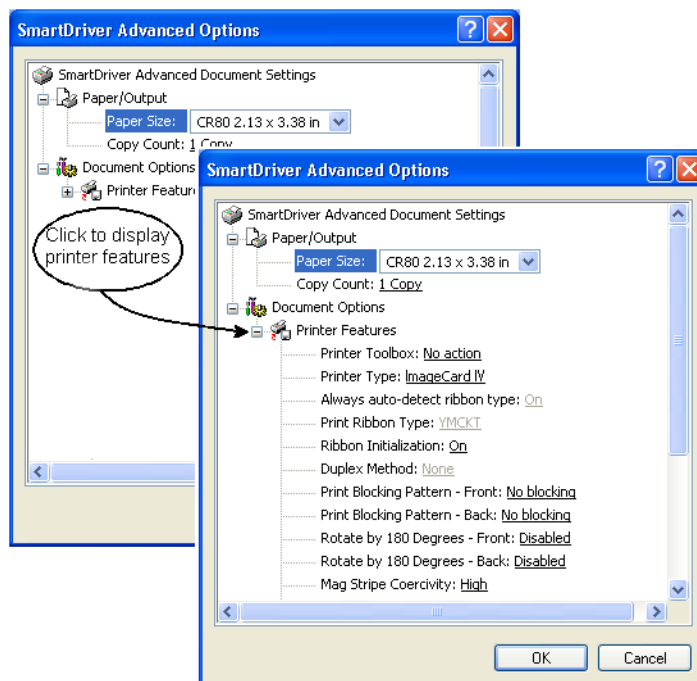 SmartDriver Advanced Options
SmartDriver Advanced Document Settings
Paper/Output
Paper Size: CR80 2.13 x 3.38 in
Copy Count: 1 Copy
Document Options
Printer Featur
Click to display
printer features
SmartDriver Advanced Options
SmartDriver Advanced Document Settings
Paper/Output
Paper Size: CR80 2.13 x 3.38 in
Copy Count: 1 Copy
Document Options
Printer Features
Printer Toolbox: No action
Printer Type: ImageCard IV
Always auto-detect ribbon type: On
Print Ribbon Type: YMCKT
Ribbon Initialization: On
Duplex Method: None
Print Blocking Pattern - Front: No blocking
Print Blocking Pattern - Back: No blocking
Rotate by 180 Degrees - Front: Disabled
Rotate by 180 Degrees - Back: Disabled
Mag Stripe Coercivity: High
OK Cancel